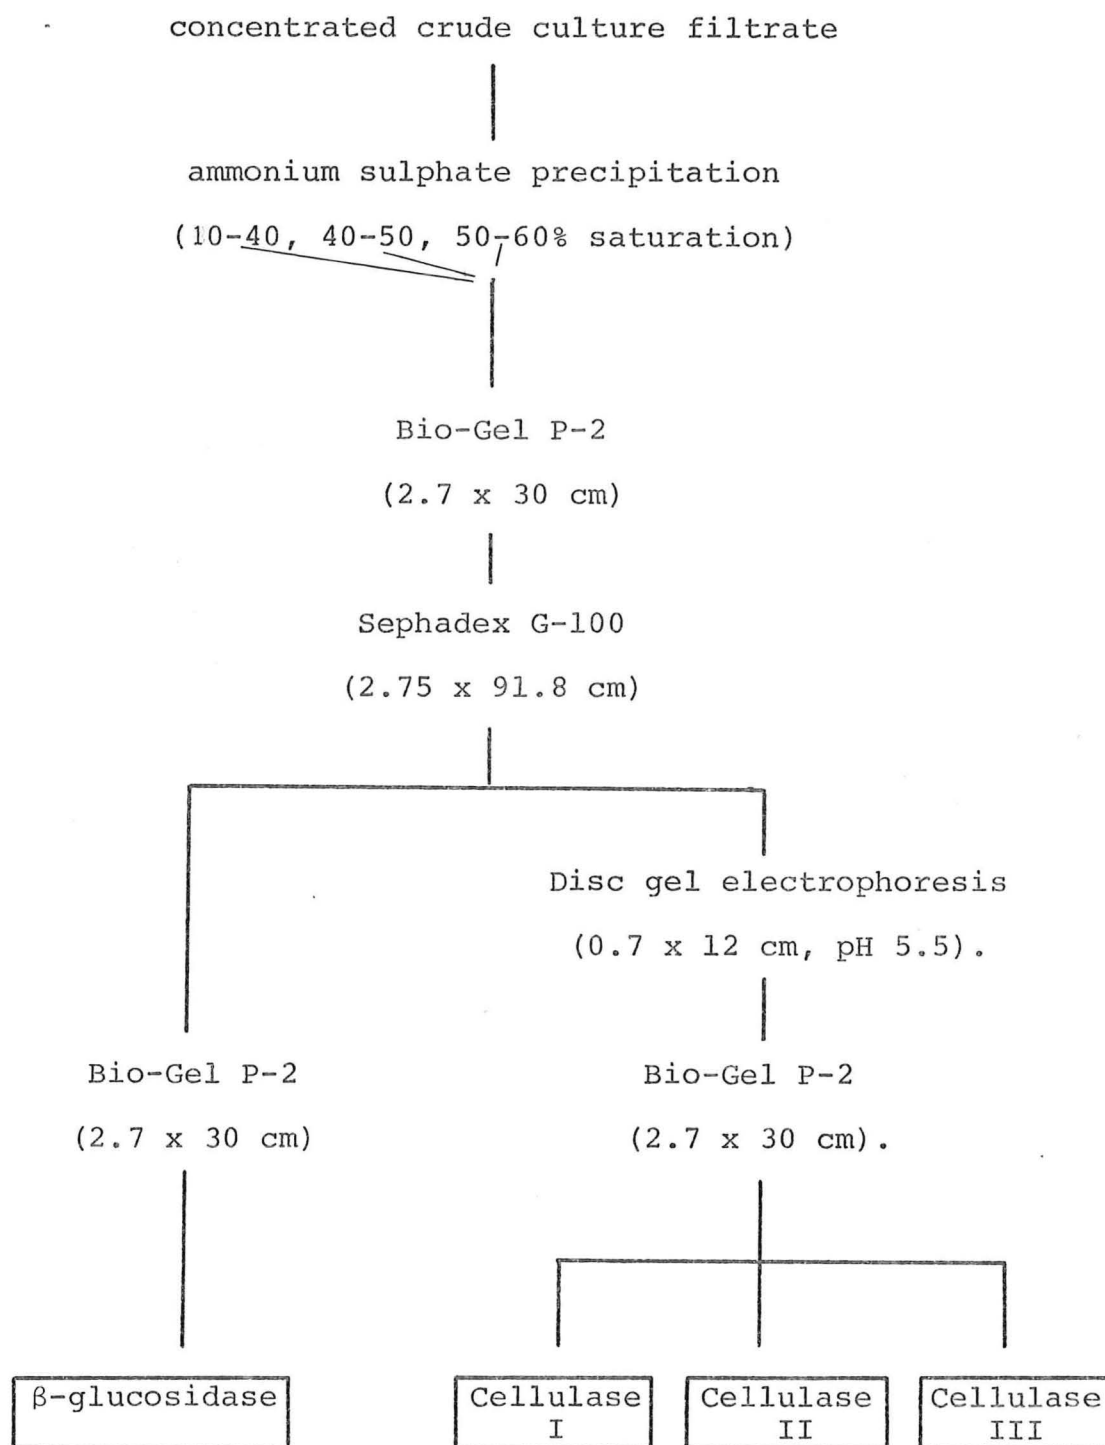 concentrated crude culture filtrate
ammonium sulphate precipitation
(10-40, 40-50, 50-60% saturation)
Bio-Gel P-2
(2.7 x 30 cm)
Sephadex G-100
(2.75 x 91.8 cm)
Disc gel electrophoresis
(0.7 x 12 cm, pH 5.5).
Bio-Gel P-2
(2.7 x 30 cm)
Bio-Gel P-2
(2.7 x 30 cm).
β-glucosidase
Cellulase
I
Cellulase
II
Cellulase
III